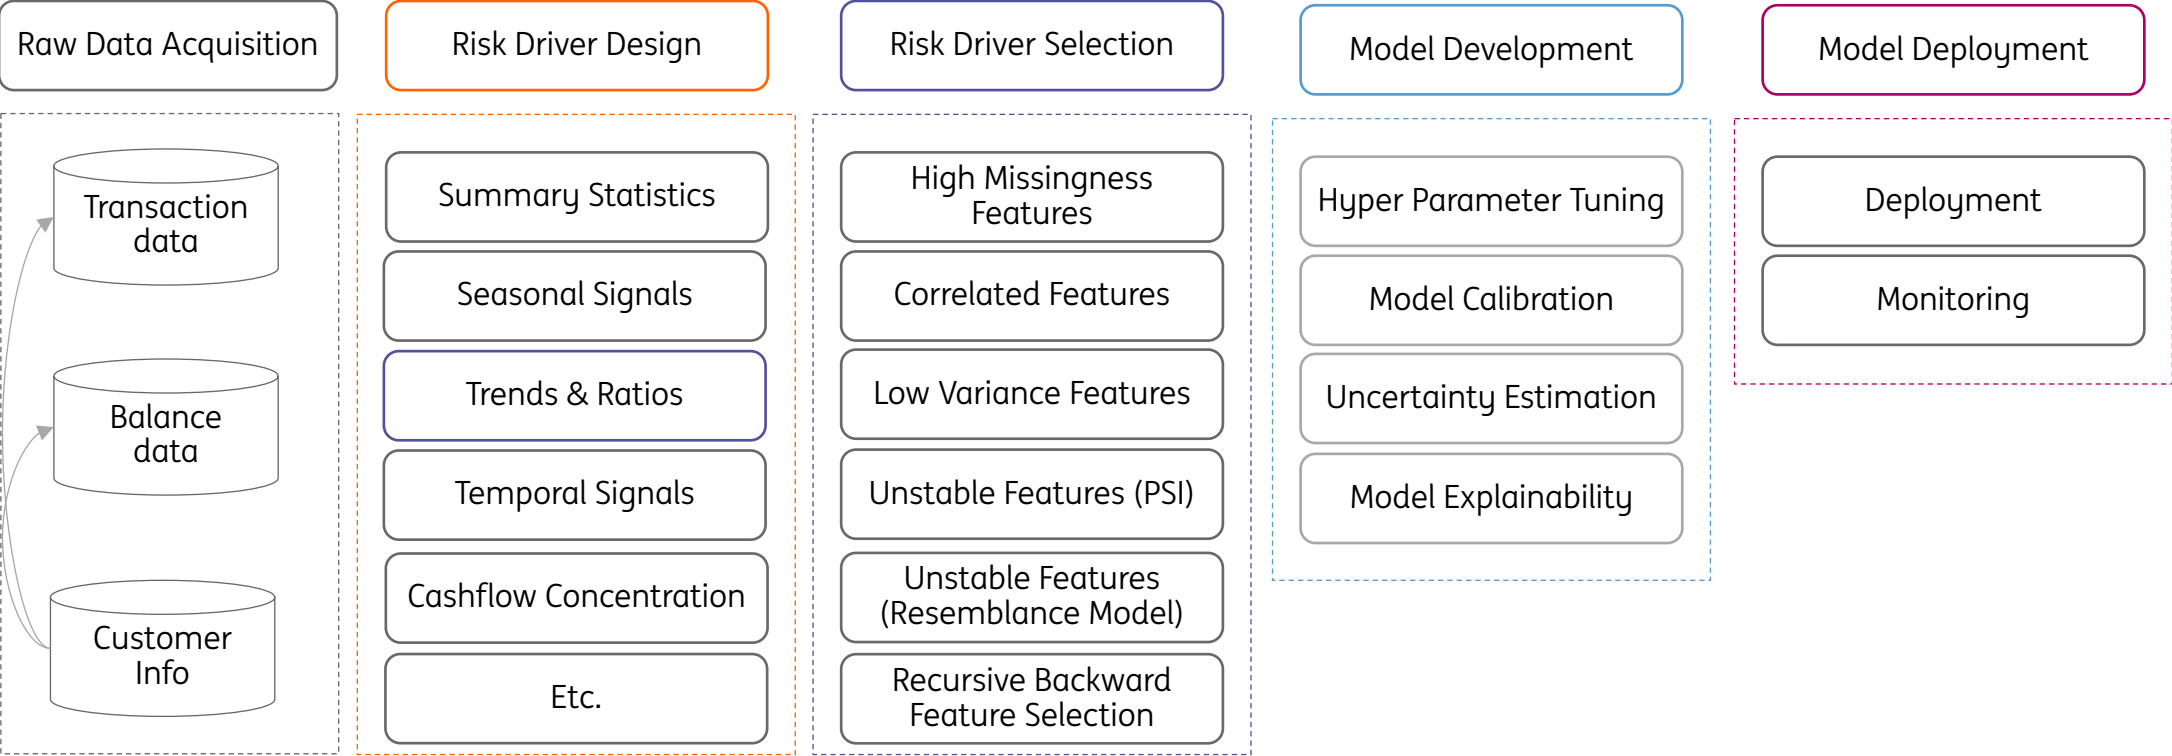 Raw Data Acquisition
Risk Driver Design
Risk Driver Selection
Model Development
Model Deployment
Transaction
data
Balance
data
Customer
Info
Summary Statistics
Seasonal Signals
Trends & Ratios
Temporal Signals
Cashflow Concentration
Etc.
High Missingness
Features
Correlated Features
Low Variance Features
Unstable Features (PSI)
Unstable Features
(Resemblance Model)
Recursive Backward
Feature Selection
Hyper Parameter Tuning
Model Calibration
Uncertainty Estimation
Model Explainability
Deployment
Monitoring